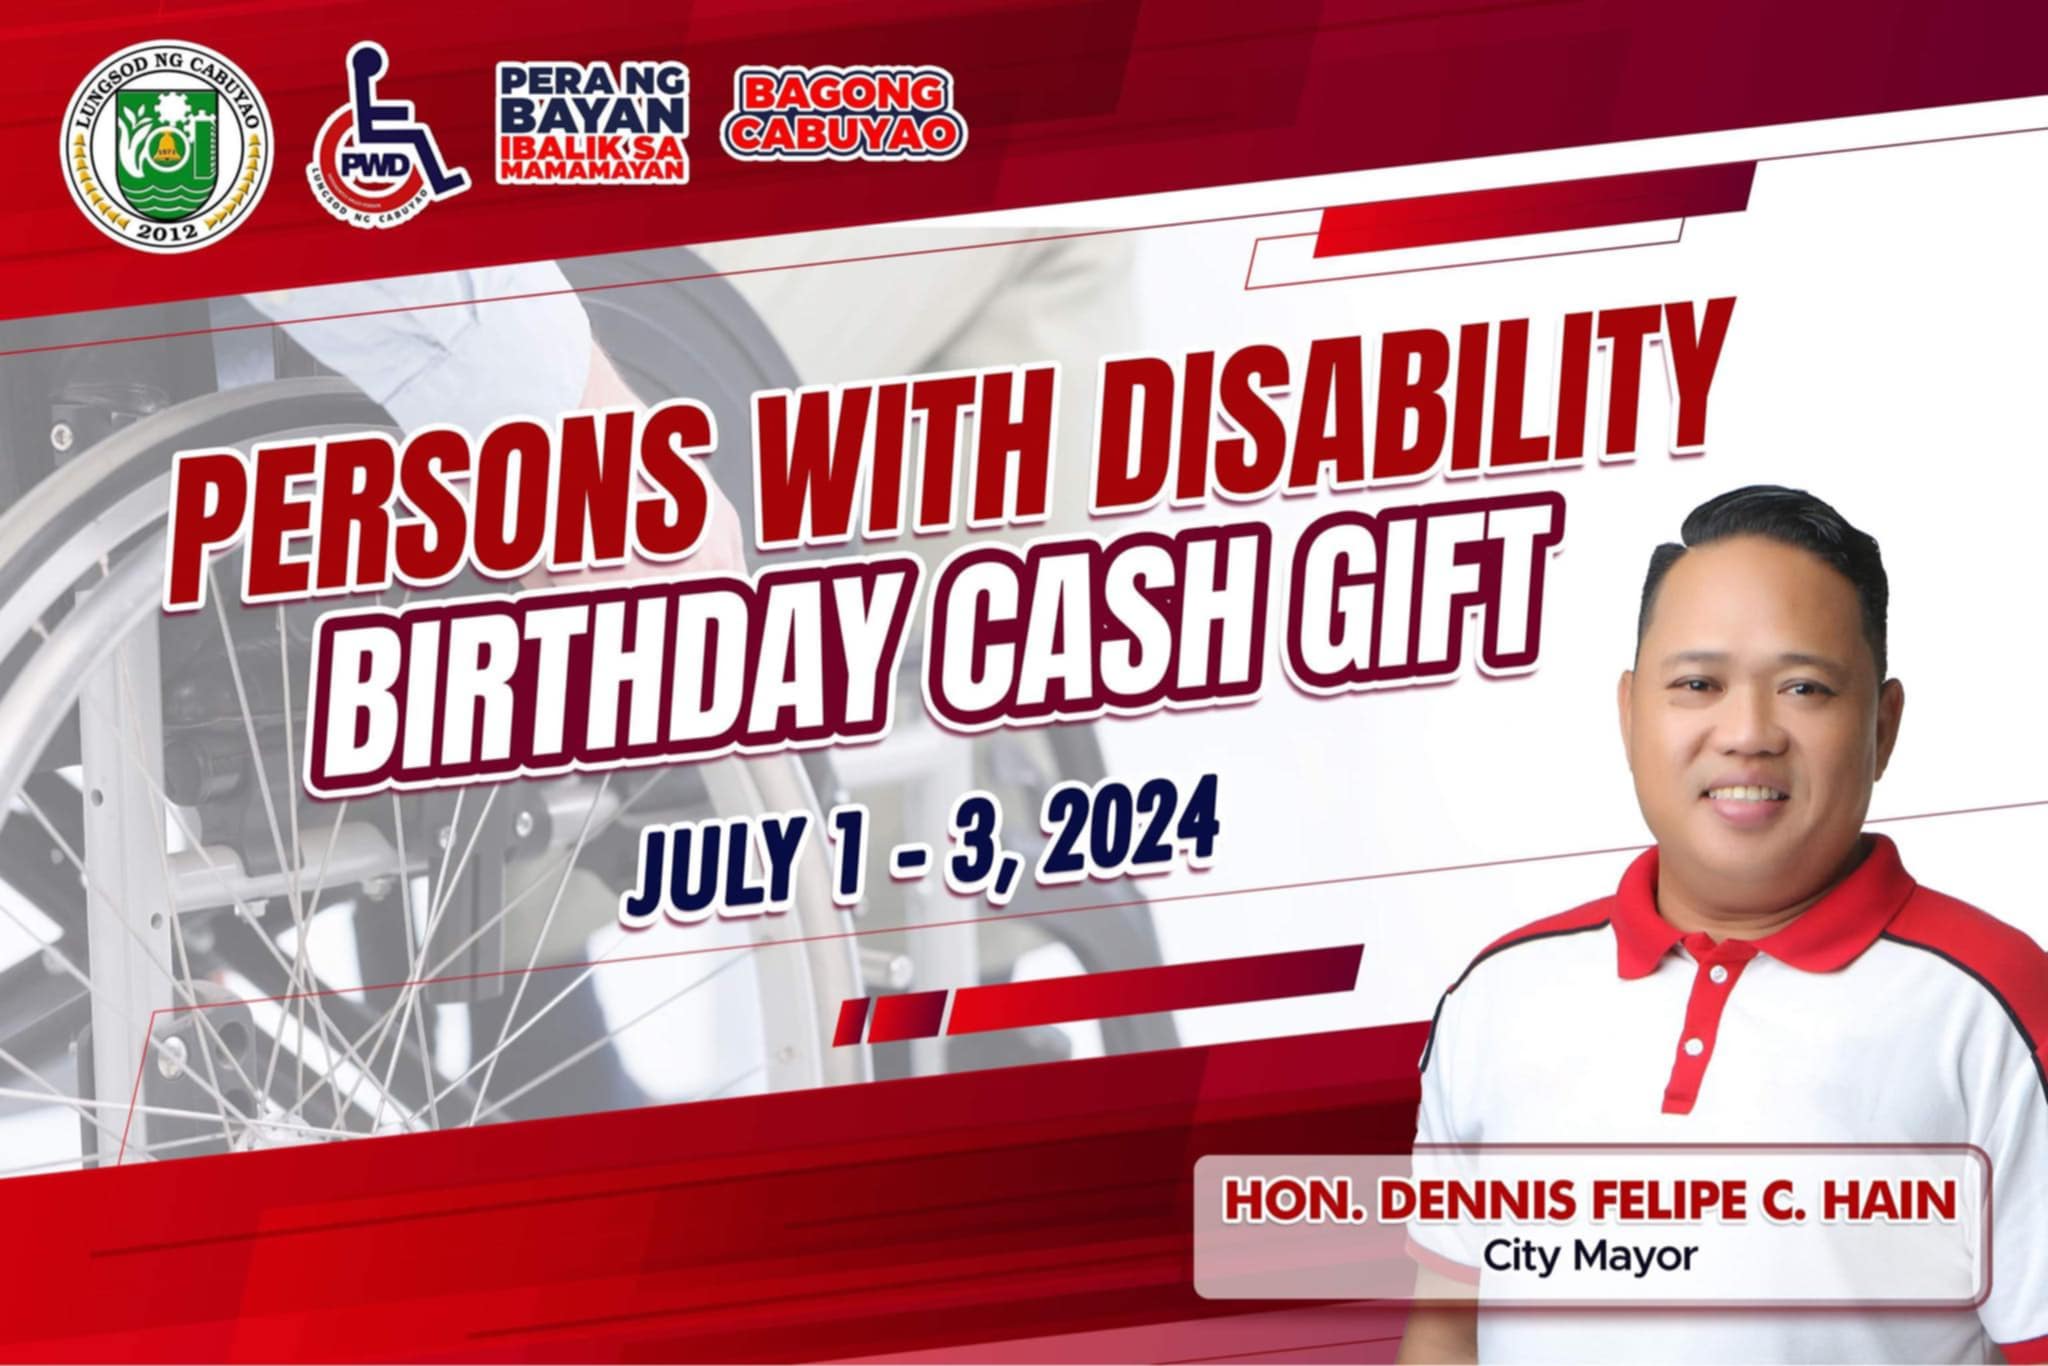 LUNGSOD NG CABUYAO
1571
2012
PWD
LUNGSOD NG CABUYAO
PERA NG
BAYAN
IBALIK SA
MAMAMAYAN
BAGONG
CABUYAO
PERSONS WITH DISABILITY
BIRTHDAY CASH GIFT
JULY 1 - 3, 2024
HON. DENNIS FELIPE C. HAIN
City Mayor